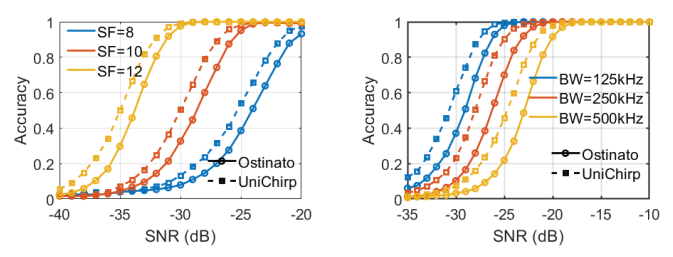 1
0.8
0.6
0.4
0.2
0
Accuracy
SF=8
SF=10
SF=12
Ostinato
UniChirp
-40 -35 -30 -25 -20
SNR (dB)
1
0.8
0.6
0.4
0.2
0
Accuracy
BW=125kHz
BW=250kHz
BW=500kHz
Ostinato
UniChirp
-35 -30 -25 -20 -15 -10
SNR (dB)